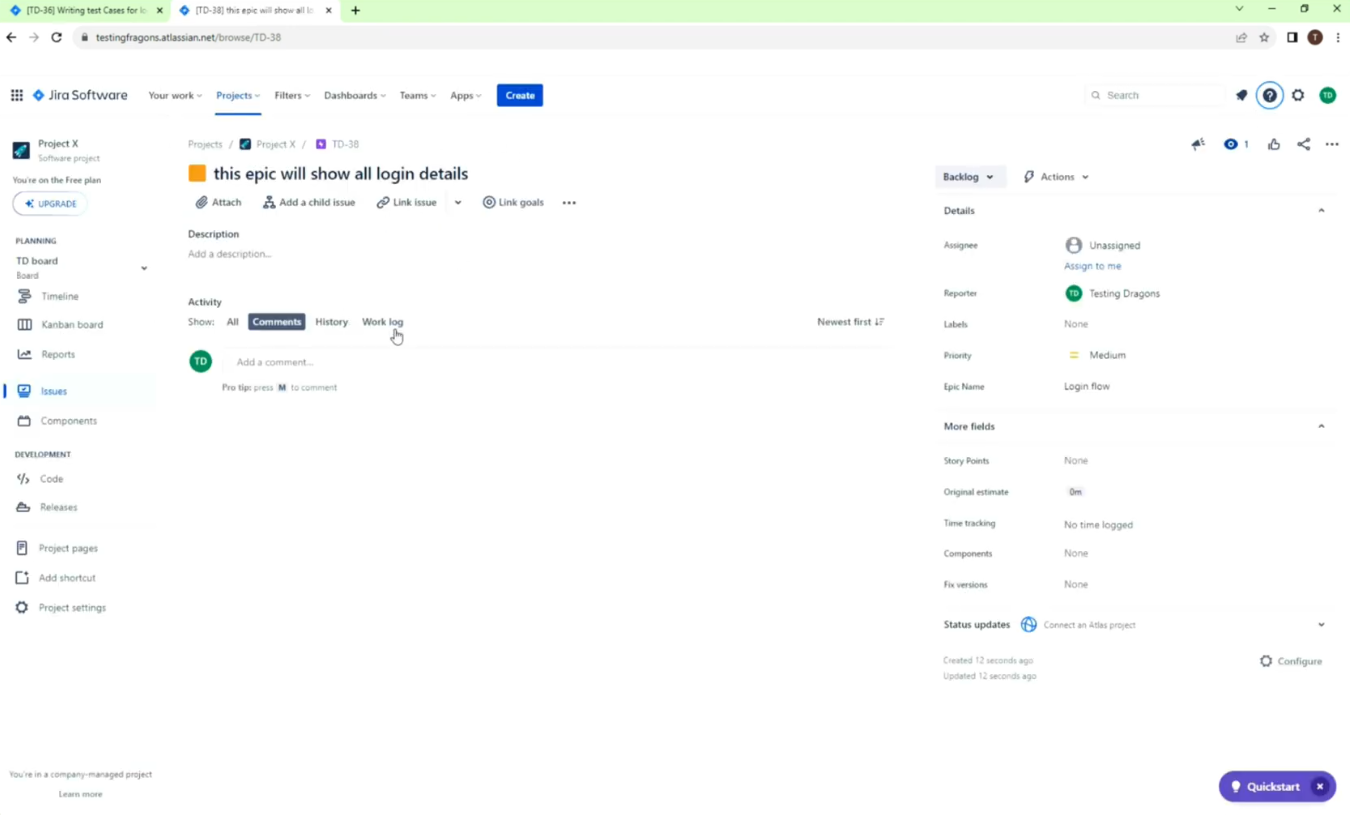 [TD-36] Writing test Cases for lo
[TD-38] this epic will show all lo
testingfragons.atlassian.net/browse/TD-38
T
Jira Software
Your work
Projects
Filters
Dashboards
Teams
Apps
Create
Search
TD
Project X
Software project
You're on the Free plan
UPGRADE
PLANNING
TD board
Board
Timeline
Kanban board
Reports
Issues
Components
DEVELOPMENT
Code
Releases
Project pages
Add shortcut
Project settings
You're in a company-managed project
Learn more
Projects / Project X / TD-38
this epic will show all login details
Attach
Add a child issue
Link issue
Link goals
Description
Add a description...
Activity
Show: All Comments History Work log
Newest first
TD
Add a comment...
Pro tip: press M to comment
1
Backlog
Actions
Details
Assignee
Unassigned
Assign to me
Reporter
TD Testing Dragons
Labels
None
Priority
Medium
Epic Name
Login flow
More fields
Story Points
None
Original estimate
0m
Time tracking
No time logged
Components
None
Fix versions
None
Status updates
Connect an Atlas project
Created 12 seconds ago
Updated 12 seconds ago
Configure
Quickstart